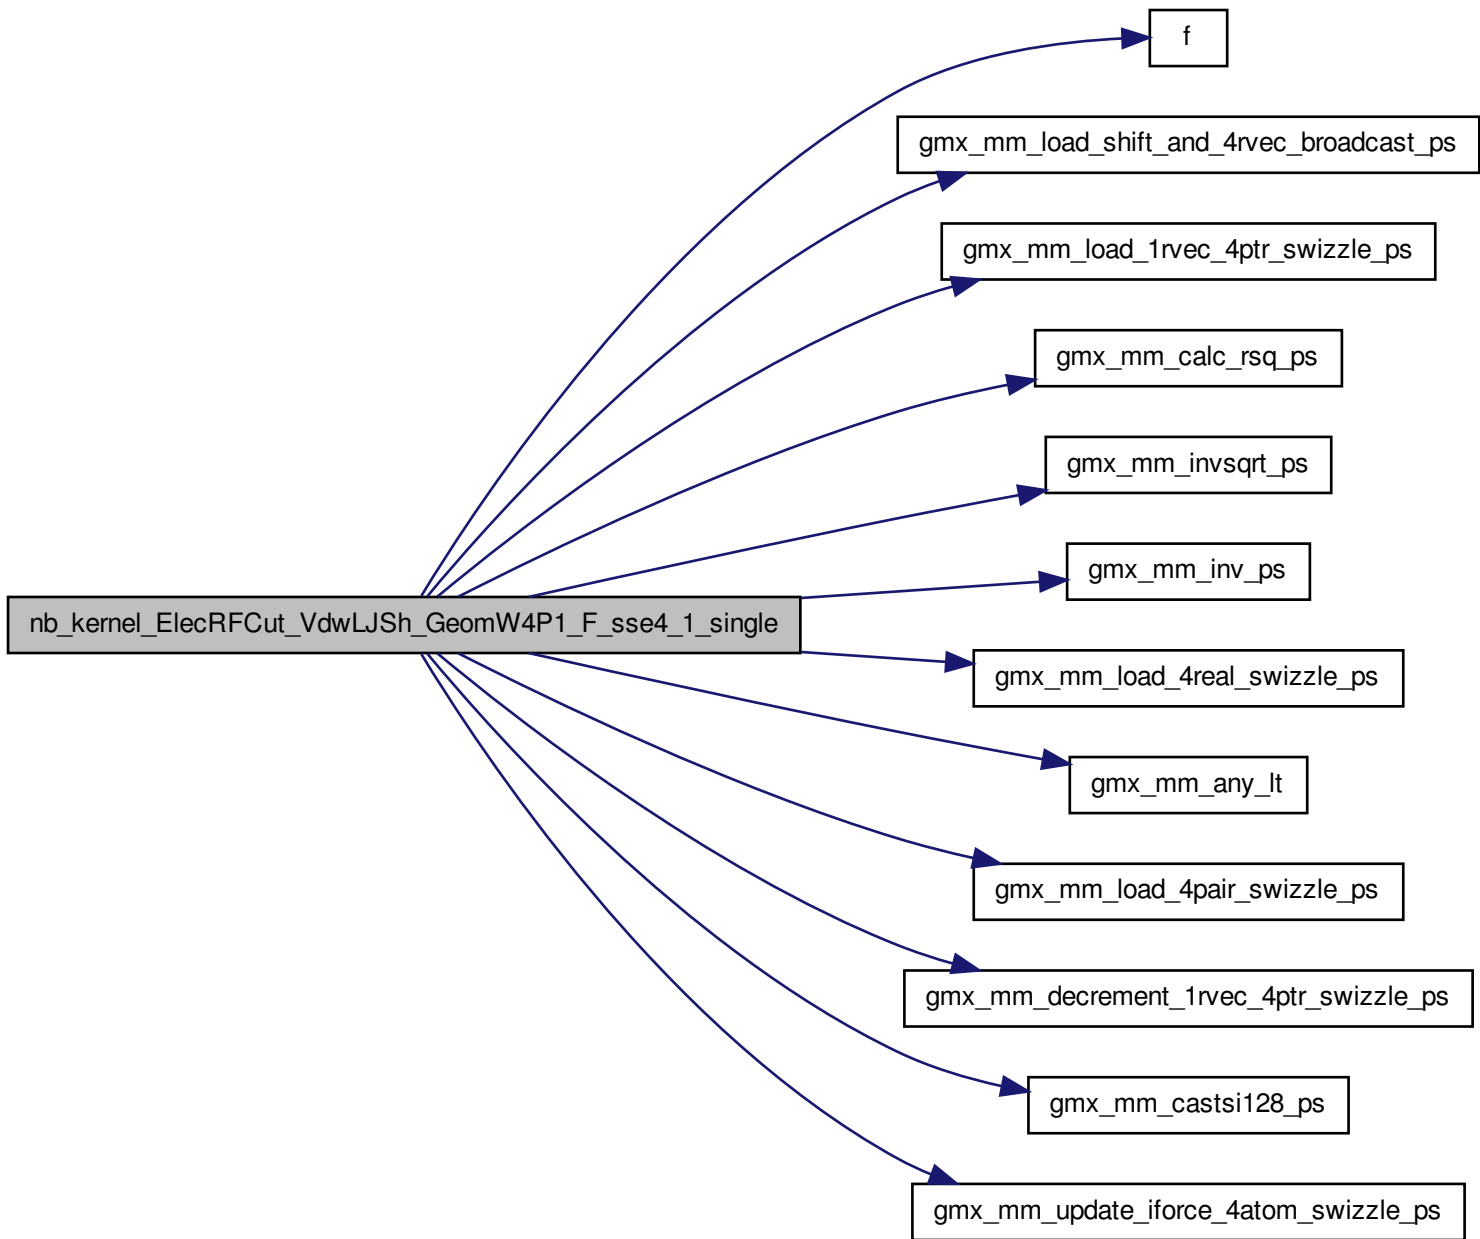 f
gmx_mm_load_shift_and_4rvec_broadcast_ps
gmx_mm_load_1rvec_4ptr_swizzle_ps
gmx_mm_calc_rsq_ps
gmx_mm_invsqrt_ps
gmx_mm_inv_ps
nb_kernel_ElecRFCut_VdwLJSh_GeomW4P1_F_sse4_1_single
gmx_mm_load_4real_swizzle_ps
gmx_mm_any_lt
gmx_mm_load_4pair_swizzle_ps
gmx_mm_decrement_1rvec_4ptr_swizzle_ps
gmx_mm_castsi128_ps
gmx_mm_update_iforce_4atom_swizzle_ps